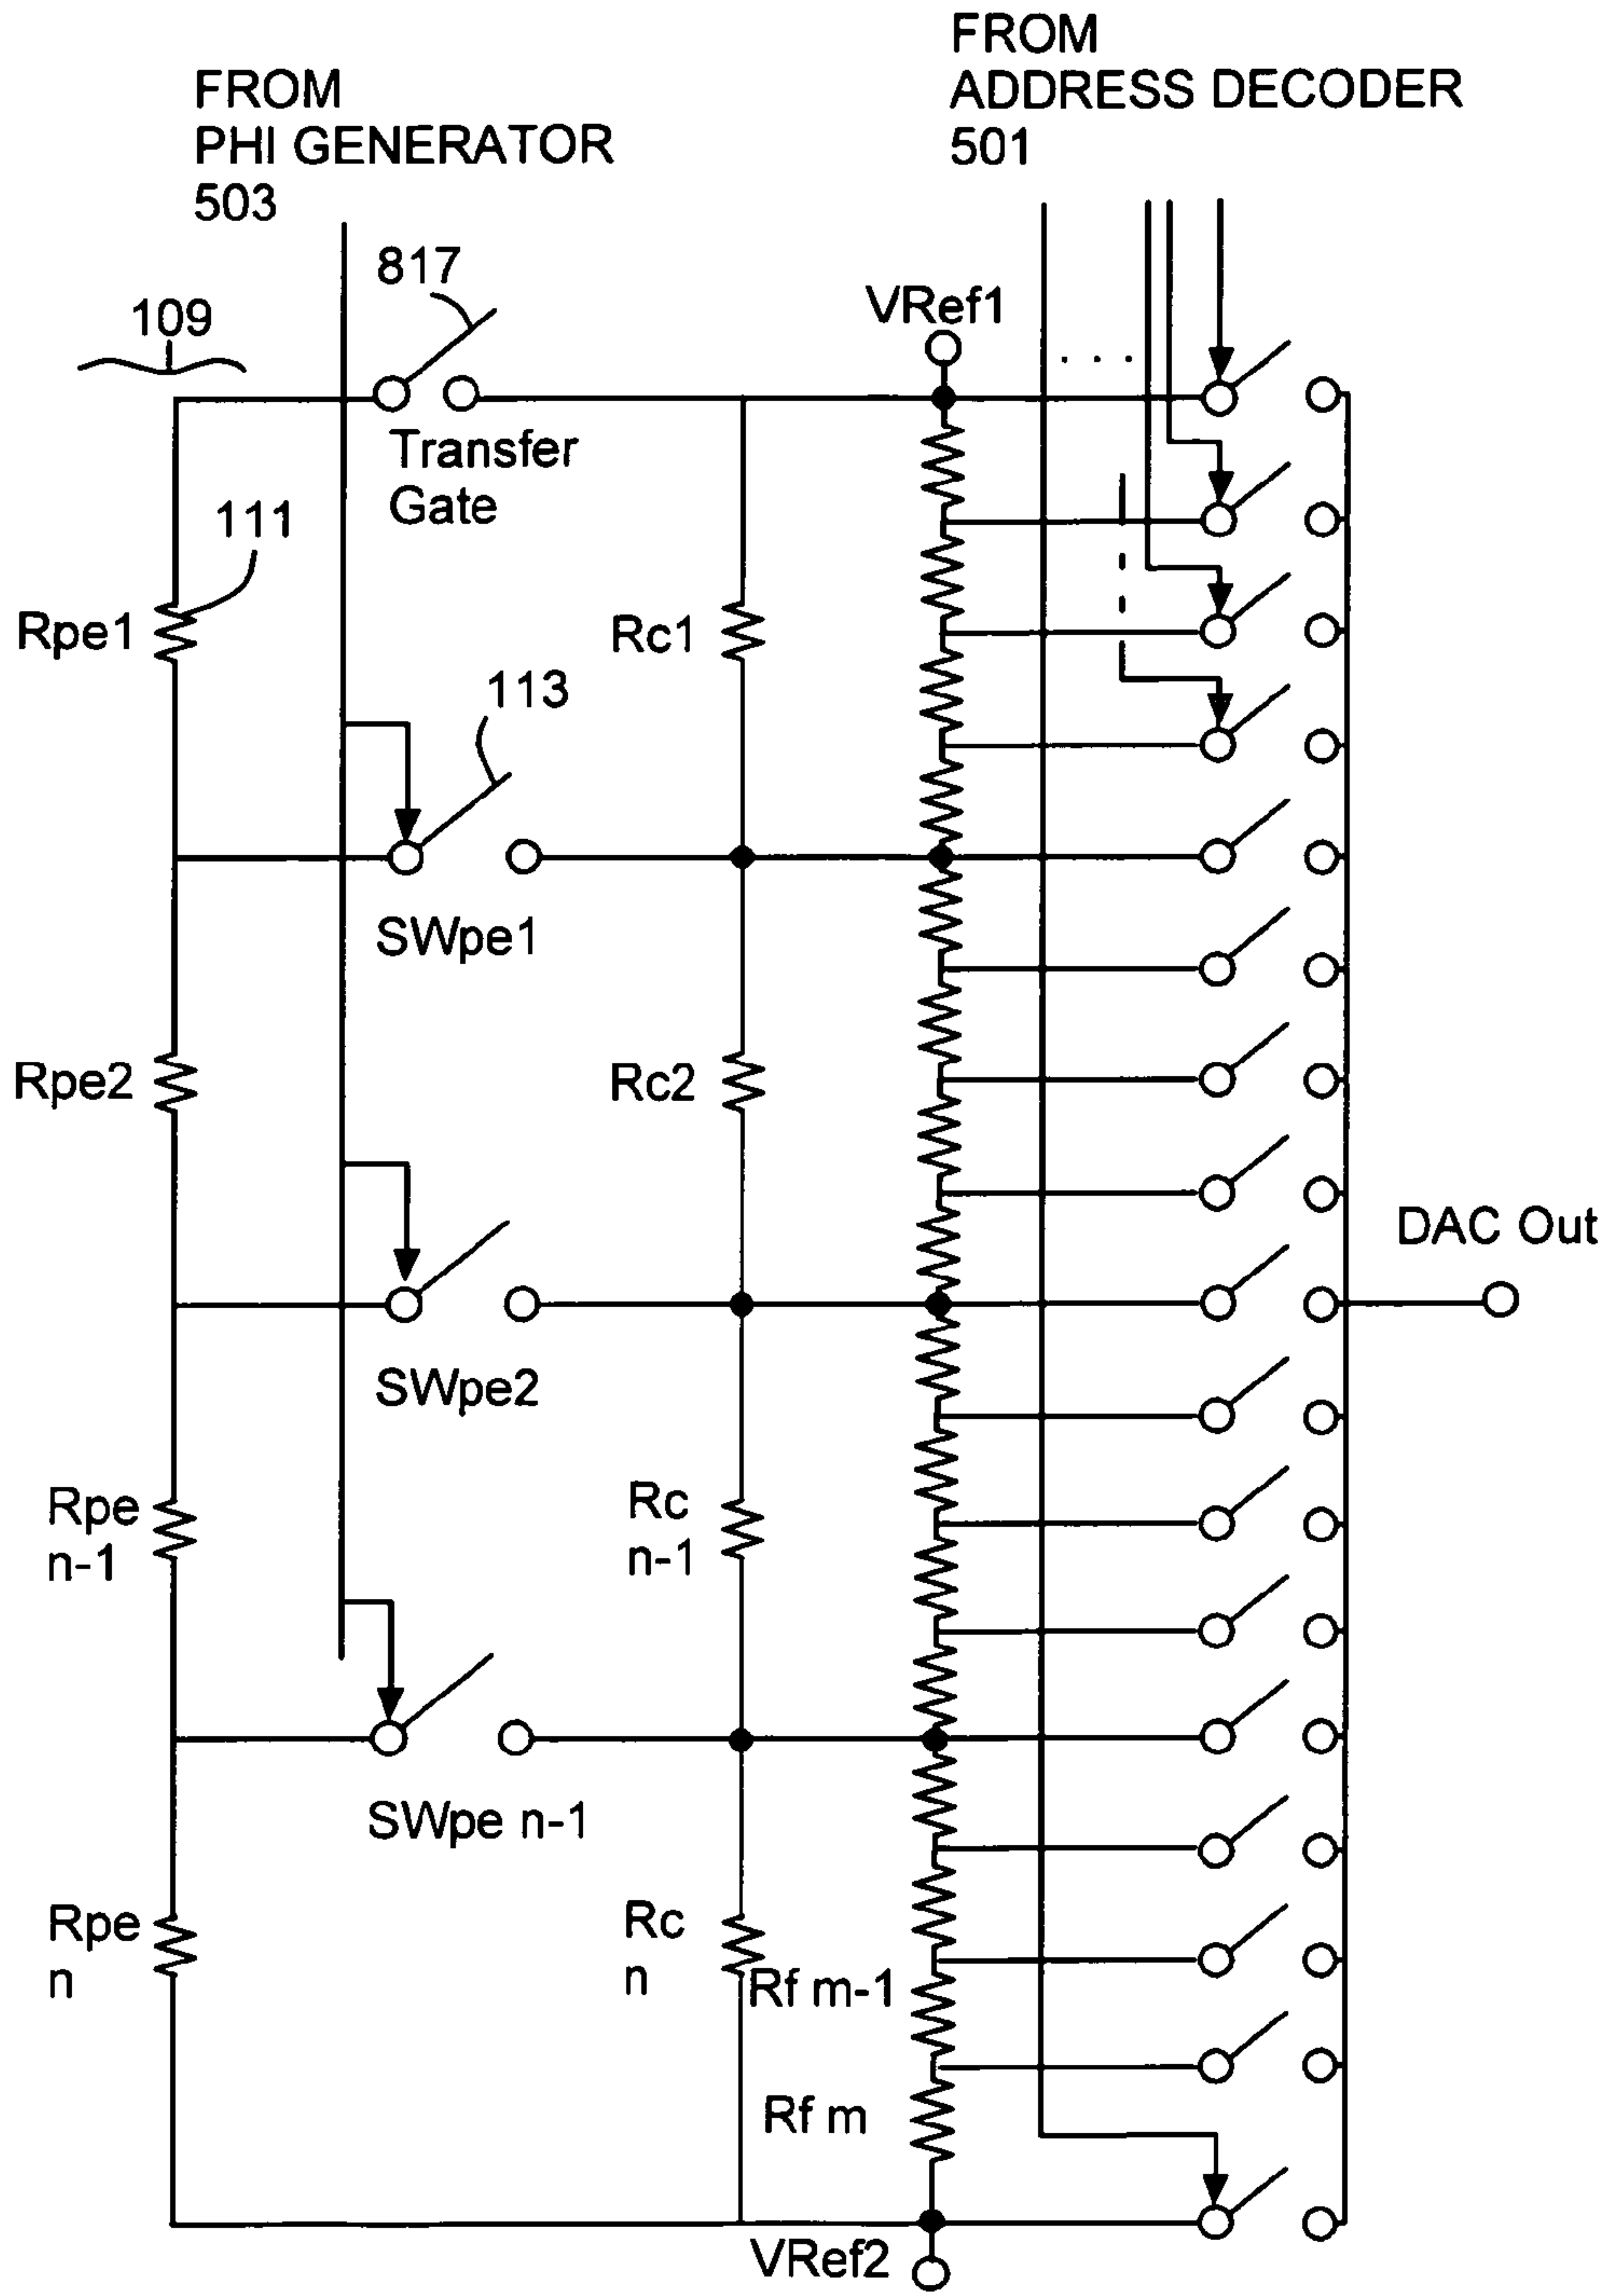 FROM
ADDRESS DECODER
501
FROM
PHI GENERATOR
503
817
109
VRef1
. . .
Transfer
Gate
111
Rpe1
Rc1
113
SWpe1
Rpe2
Rc2
DAC Out
SWpe2
Rpe
n-1
Rc
n-1
SWpe n-1
Rpe
n
Rc
n
Rf m-1
Rf m
VRef2